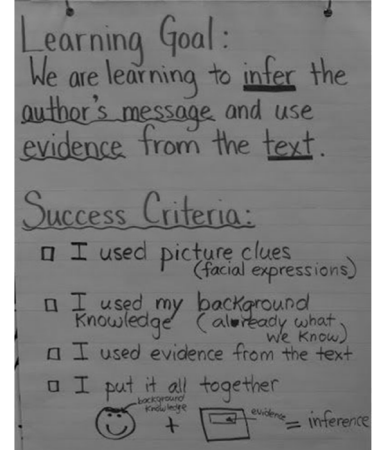 Learning Goal:
We are learning to infer the
author's message and use
evidence from the text.
Success Criteria:
I used picture clues
(facial expressions)
I used my background
knowledge (already what
we know)
I used evidence from the text
I put it all together
background
knowledge
+ evidence = inference